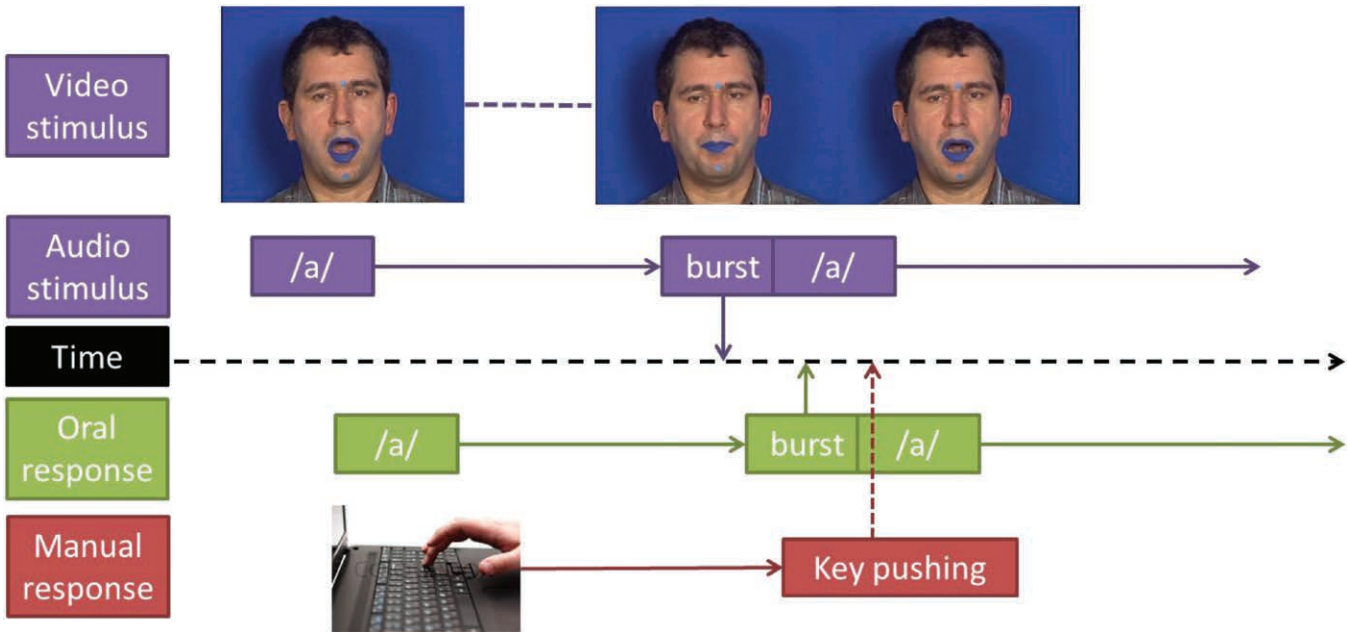 Video
stimulus
Audio
stimulus
/a/
burst
/a/
Time
Oral
response
/a/
burst
/a/
Manual
response
Key pushing